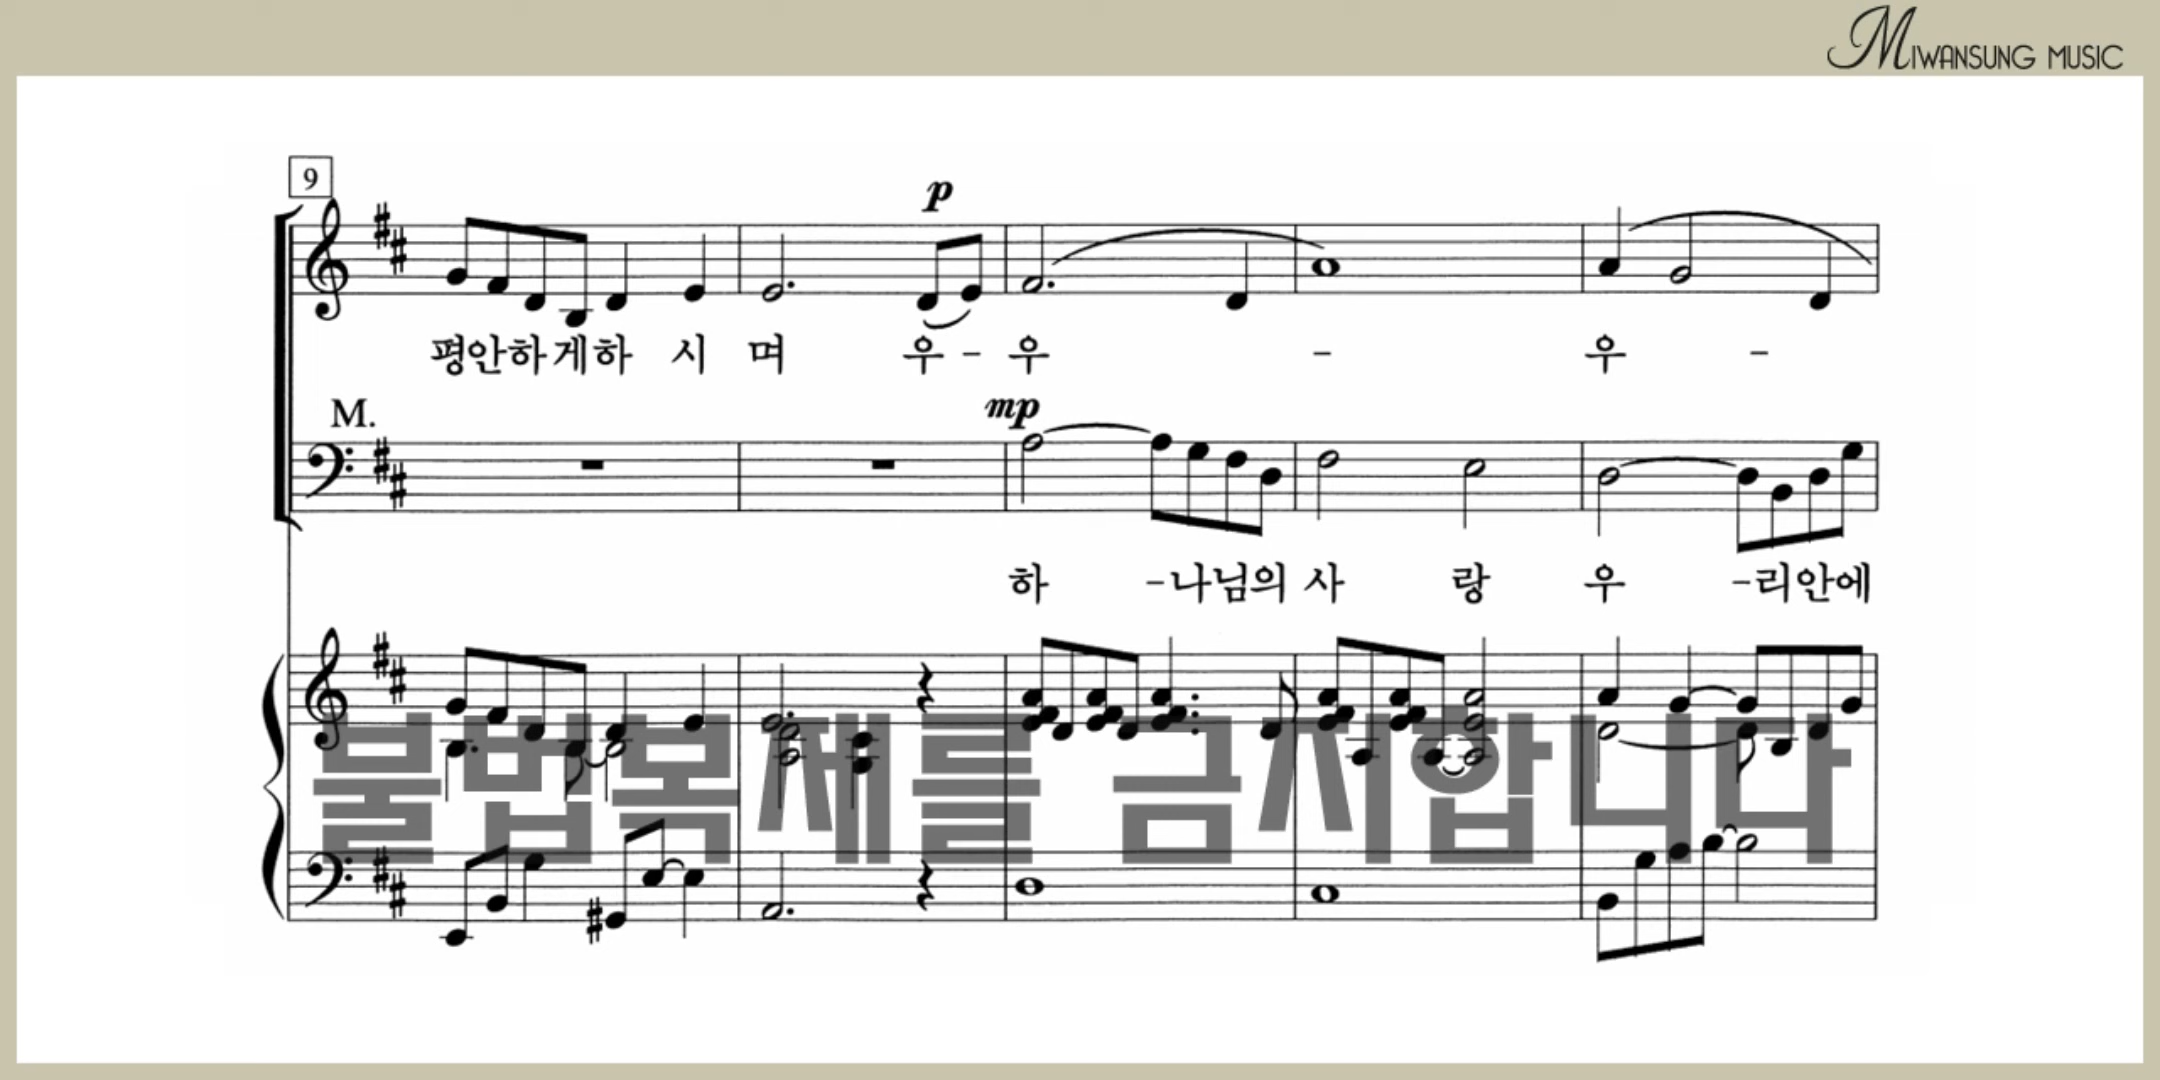 MIWANSUNG MUSIC
9
p
평안하게하 시 며 우 - 우 - 우 -
M.
mp
하 -나님의 사 랑 우 -리안에
불법복제를 금지합니다